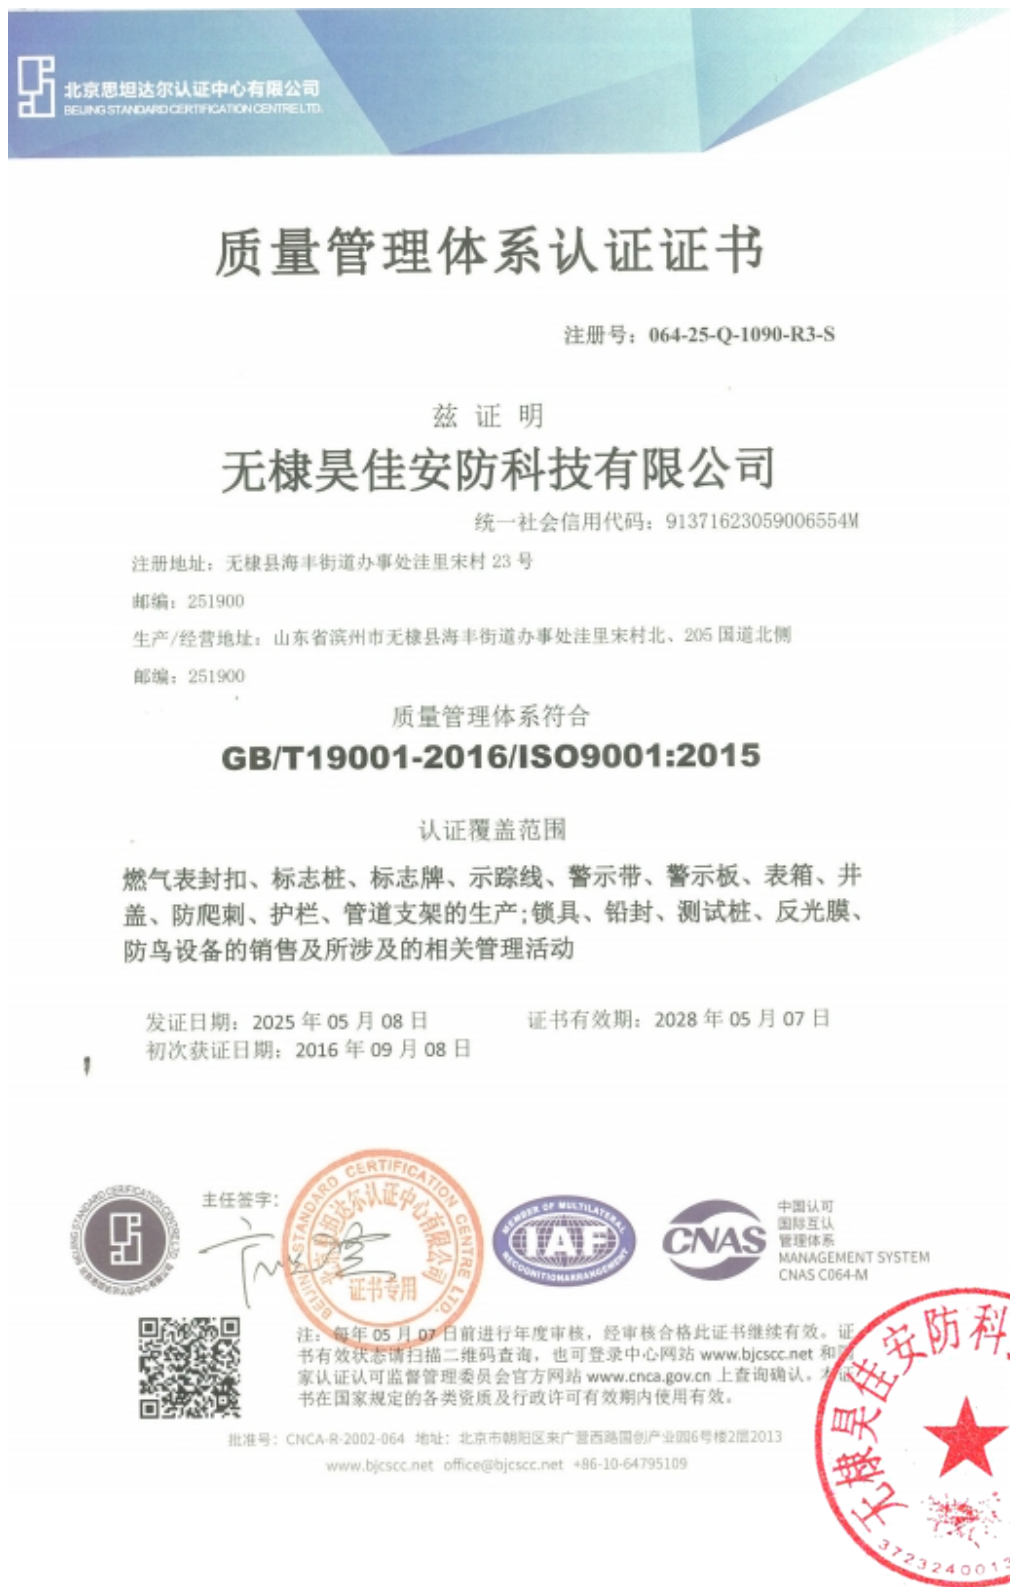 北京思坦达尔认证中心有限公司
BEIJING STANDARD CERTIFICATION CENTRE LTD.
质量管理体系认证证书
注册号：064-25-Q-1090-R3-S
兹证明
无棣昊佳安防科技有限公司
统一社会信用代码：91371623059006554M
注册地址：无棣县海丰街道办事处洼里宋村 23 号
邮编：251900
生产/经营地址：山东省滨州市无棣县海丰街道办事处洼里宋村北、205 国道北侧
邮编：251900
质量管理体系符合
GB/T19001-2016/ISO9001:2015
认证覆盖范围
燃气表封扣、标志桩、标志牌、示踪线、警示带、警示板、表箱、井
盖、防爬刺、护栏、管道支架的生产；锁具、铅封、测试桩、反光膜、
防鸟设备的销售及所涉及的相关管理活动
发证日期：2025 年 05 月 08 日
证书有效期：2028 年 05 月 07 日
初次获证日期：2016 年 09 月 08 日
主任签字：
BEIJING STANDARD CERTIFICATION CENTRE LTD.
北京思坦达尔认证中心有限公司
证书专用
MEMBER OF MULTILATERAL
IAF
RECOGNITION ARRANGEMENT
CNAS
中国认可
国际互认
管理体系
MANAGEMENT SYSTEM
CNAS C064-M
注：每年 05 月 07 日前进行年度审核，经审核合格此证书继续有效。证
书有效状态请扫描二维码查询，也可登录中心网站 www.bjcscc.net 和国
家认证认可监督管理委员会官方网站 www.cnca.gov.cn 上查询确认。本证
书在国家规定的各类资质及行政许可有效期内使用有效。
批准号：CNCA-R-2002-064 地址：北京市朝阳区来广营西路国创产业园6号楼2层2013
www.bjcscc.net office@bjcscc.net +86-10-64795109
无棣昊佳安防科
3723240013